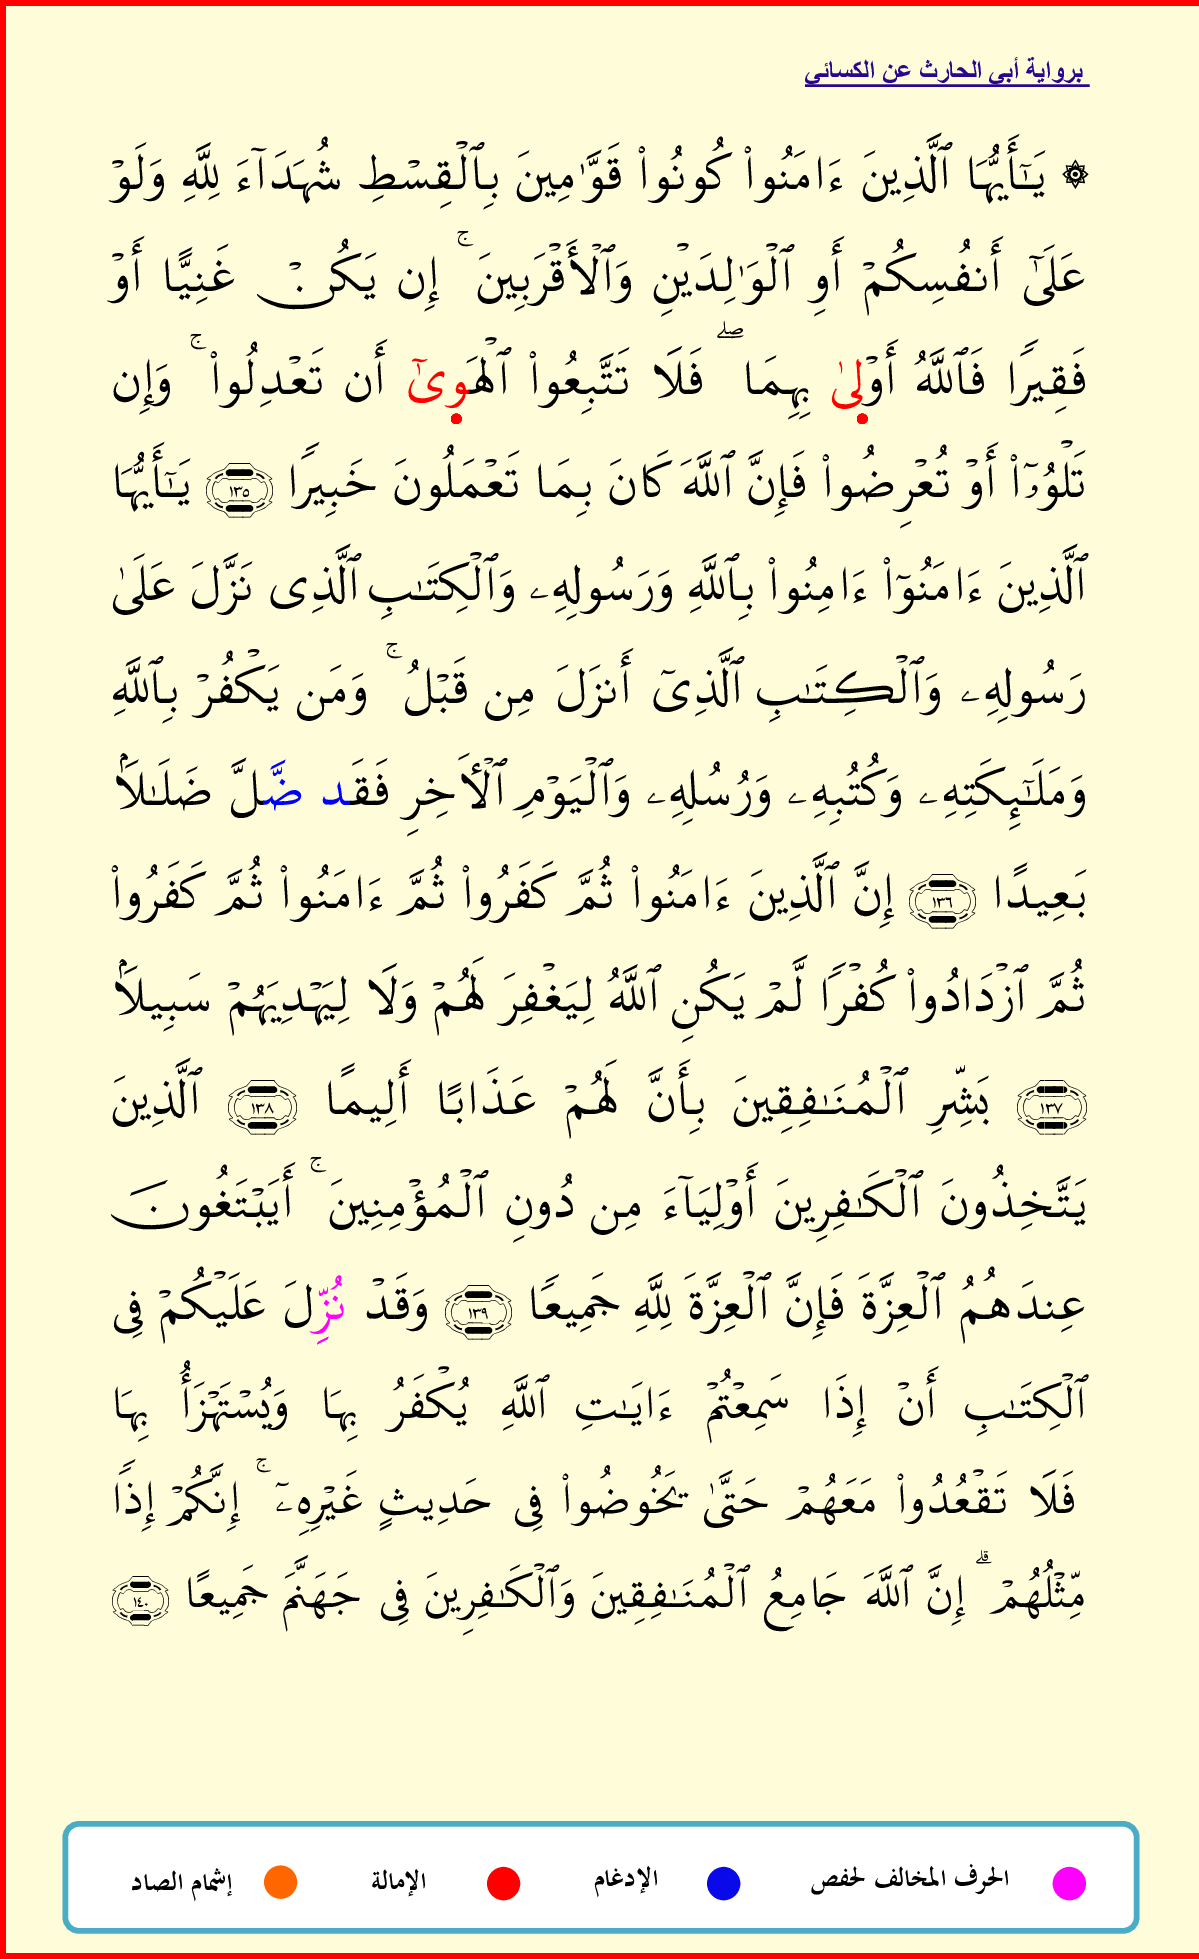 برواية أبي الحارث عن الكسائي
۞ يَـٰٓأَيُّهَا ٱلَّذِينَ ءَامَنُوا۟ كُونُوا۟ قَوَّٰمِينَ بِٱلْقِسْطِ شُهَدَآءَ لِلَّهِ وَلَوْ
عَلَىٰٓ أَنفُسِكُمْ أَوِ ٱلْوَٰلِدَيْنِ وَٱلْأَقْرَبِينَ ۚ إِن يَكُنْ غَنِيًّا أَوْ
فَقِيرًا فَٱللَّهُ أَوْلِىٰ بِهِمَا ۖ فَلَا تَتَّبِعُوا۟ ٱلْهَوِىٰٓ أَن تَعْدِلُوا۟ ۚ وَإِن
تَلْوُۥٓا۟ أَوْ تُعْرِضُوا۟ فَإِنَّ ٱللَّهَ كَانَ بِمَا تَعْمَلُونَ خَبِيرًا ١٣٥ يَـٰٓأَيُّهَا
ٱلَّذِينَ ءَامَنُوٓا۟ ءَامِنُوا۟ بِٱللَّهِ وَرَسُولِهِۦ وَٱلْكِتَـٰبِ ٱلَّذِى نَزَّلَ عَلَىٰ
رَسُولِهِۦ وَٱلْكِتَـٰبِ ٱلَّذِىٓ أَنزَلَ مِن قَبْلُ ۚ وَمَن يَكْفُرْ بِٱللَّهِ
وَمَلَـٰٓئِكَتِهِۦ وَكُتُبِهِۦ وَرُسُلِهِۦ وَٱلْيَوْمِ ٱلْـَٔاخِرِ فَقَد ضَّلَّ ضَلَـٰلًۢا
بَعِيدًا ١٣٦ إِنَّ ٱلَّذِينَ ءَامَنُوا۟ ثُمَّ كَفَرُوا۟ ثُمَّ ءَامَنُوا۟ ثُمَّ كَفَرُوا۟
ثُمَّ ٱزْدَادُوا۟ كُفْرًا لَّمْ يَكُنِ ٱللَّهُ لِيَغْفِرَ لَهُمْ وَلَا لِيَهْدِيَهُمْ سَبِيلًۢا
١٣٧ بَشِّرِ ٱلْمُنَـٰفِقِينَ بِأَنَّ لَهُمْ عَذَابًا أَلِيمًا ١٣٨ ٱلَّذِينَ
يَتَّخِذُونَ ٱلْكَـٰفِرِينَ أَوْلِيَآءَ مِن دُونِ ٱلْمُؤْمِنِينَ ۚ أَيَبْتَغُونَ
عِندَهُمُ ٱلْعِزَّةَ فَإِنَّ ٱلْعِزَّةَ لِلَّهِ جَمِيعًا ١٣٩ وَقَدْ نُزِّلَ عَلَيْكُمْ فِى
ٱلْكِتَـٰبِ أَنْ إِذَا سَمِعْتُمْ ءَايَـٰتِ ٱللَّهِ يُكْفَرُ بِهَا وَيُسْتَهْزَأُ بِهَا
فَلَا تَقْعُدُوا۟ مَعَهُمْ حَتَّىٰ يَخُوضُوا۟ فِى حَدِيثٍ غَيْرِهِۦٓ ۚ إِنَّكُمْ إِذًا
مِّثْلُهُمْ ۗ إِنَّ ٱللَّهَ جَامِعُ ٱلْمُنَـٰفِقِينَ وَٱلْكَـٰفِرِينَ فِى جَهَنَّمَ جَمِيعًا ١٤٠
الحرف المخالف لحفص الإدغام الإمالة إشمام الصاد